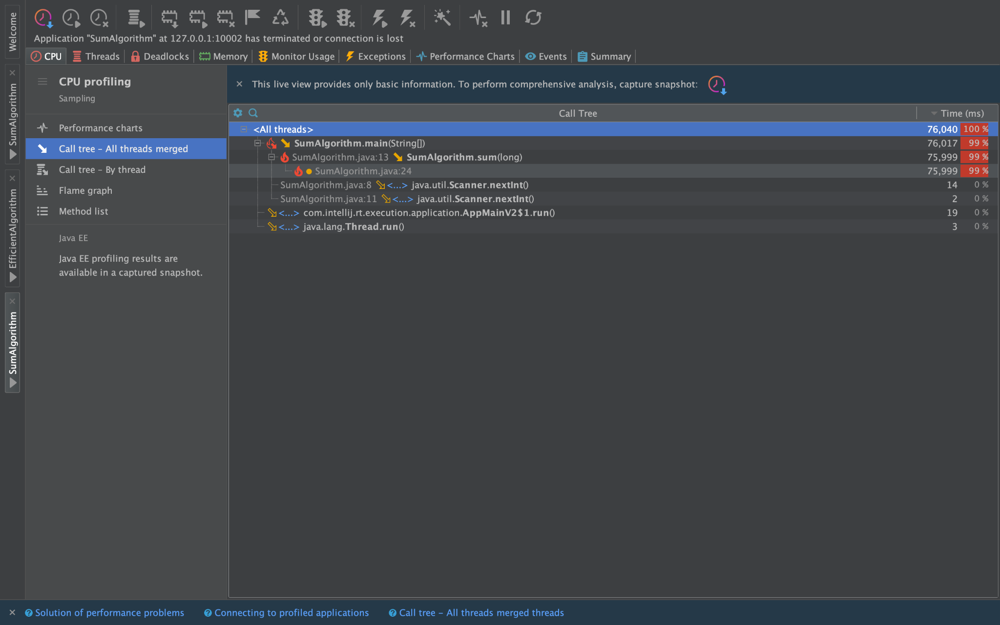 Welcome
SumAlgorithm
EfficientAlgorithm
SumAlgorithm
Application "SumAlgorithm" at 127.0.0.1:10002 has terminated or connection is lost
CPU Threads Deadlocks Memory Monitor Usage Exceptions Performance Charts Events Summary
CPU profiling
Sampling
Performance charts
Call tree – All threads merged
Call tree – By thread
Flame graph
Method list
Java EE
Java EE profiling results are
available in a captured snapshot.
This live view provides only basic information. To perform comprehensive analysis, capture snapshot:
Call Tree Time (ms)
<All threads> 76,040 100 %
SumAlgorithm.main(String[]) 76,017 99 %
SumAlgorithm.java:13 SumAlgorithm.sum(long) 75,999 99 %
SumAlgorithm.java:24 75,999 99 %
SumAlgorithm.java:8 <...> java.util.Scanner.nextInt() 14 0 %
SumAlgorithm.java:11 <...> java.util.Scanner.nextInt() 2 0 %
<...> com.intellij.rt.execution.application.AppMainV2$1.run() 19 0 %
<...> java.lang.Thread.run() 3 0 %
Solution of performance problems Connecting to profiled applications Call tree – All threads merged threads